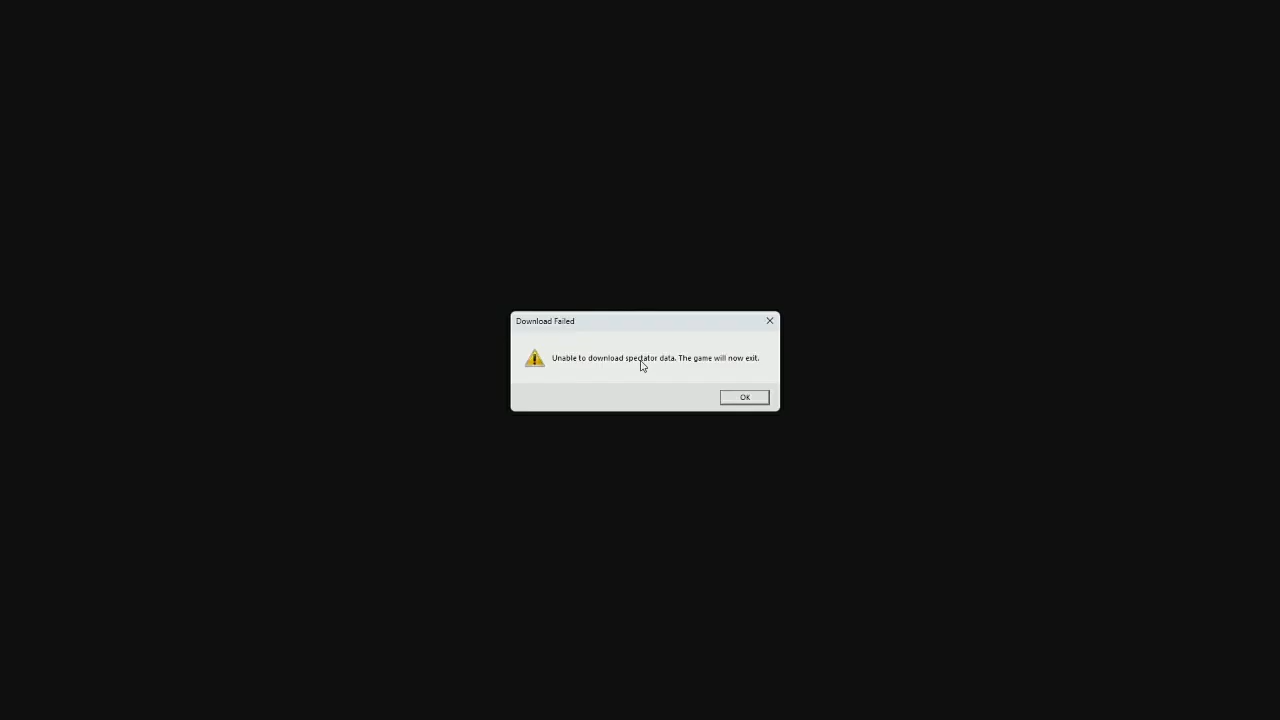 Download Failed
Unable to download spectator data. The game will now exit.
OK